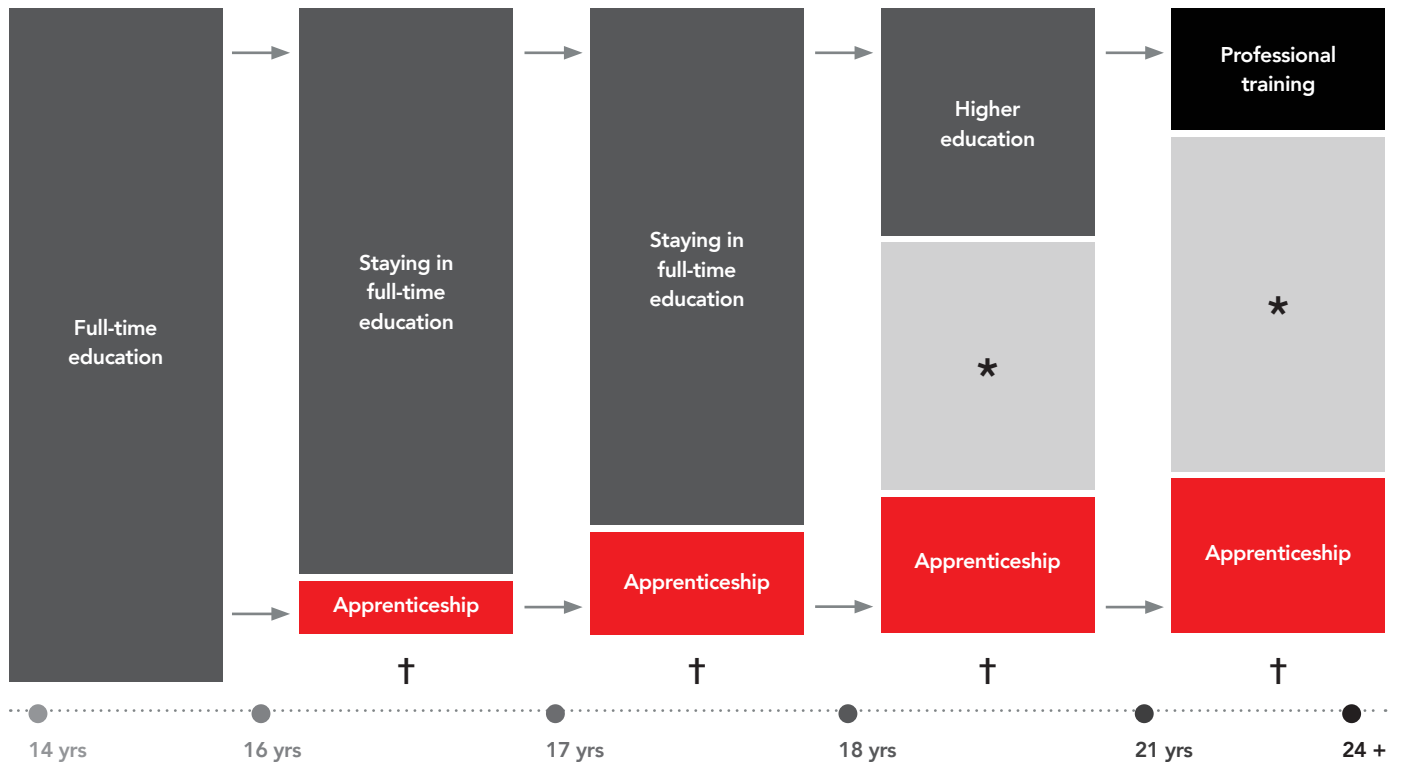 Full-time
education
Staying in
full-time
education
Apprenticeship
†
Staying in
full-time
education
Apprenticeship
†
Higher
education
*
Apprenticeship
†
Professional
training
*
Apprenticeship
†
14 yrs
16 yrs
17 yrs
18 yrs
21 yrs
24 +